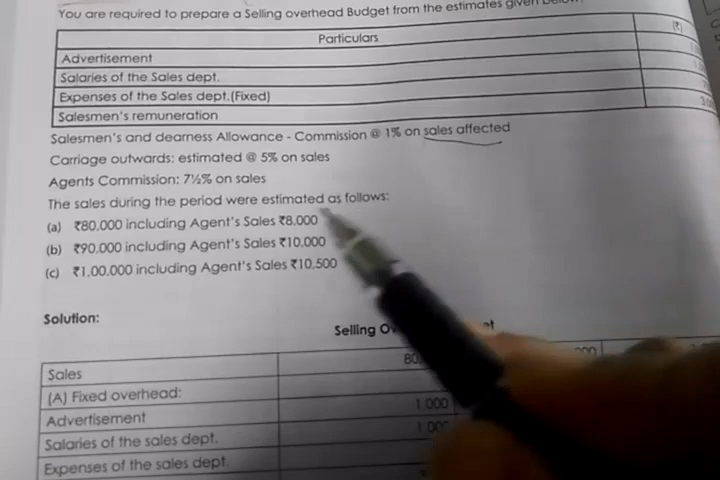 You are required to prepare a Selling overhead Budget from the estimates given
Particulars (₹)
Advertisement
Salaries of the Sales dept.
Expenses of the Sales dept.(Fixed)
Salesmen's remuneration
Salesmen's and dearness Allowance - Commission @ 1% on sales affected
Carriage outwards: estimated @ 5% on sales
Agents Commission: 7½% on sales
The sales during the period were estimated as follows:
(a) ₹80,000 including Agent's Sales ₹8,000
(b) ₹90,000 including Agent's Sales ₹10,000
(c) ₹1,00,000 including Agent's Sales ₹10,500
Solution:
Selling
Sales
(A) Fixed overhead:
Advertisement 1,000
Salaries of the sales dept.
Expenses of the sales dept.